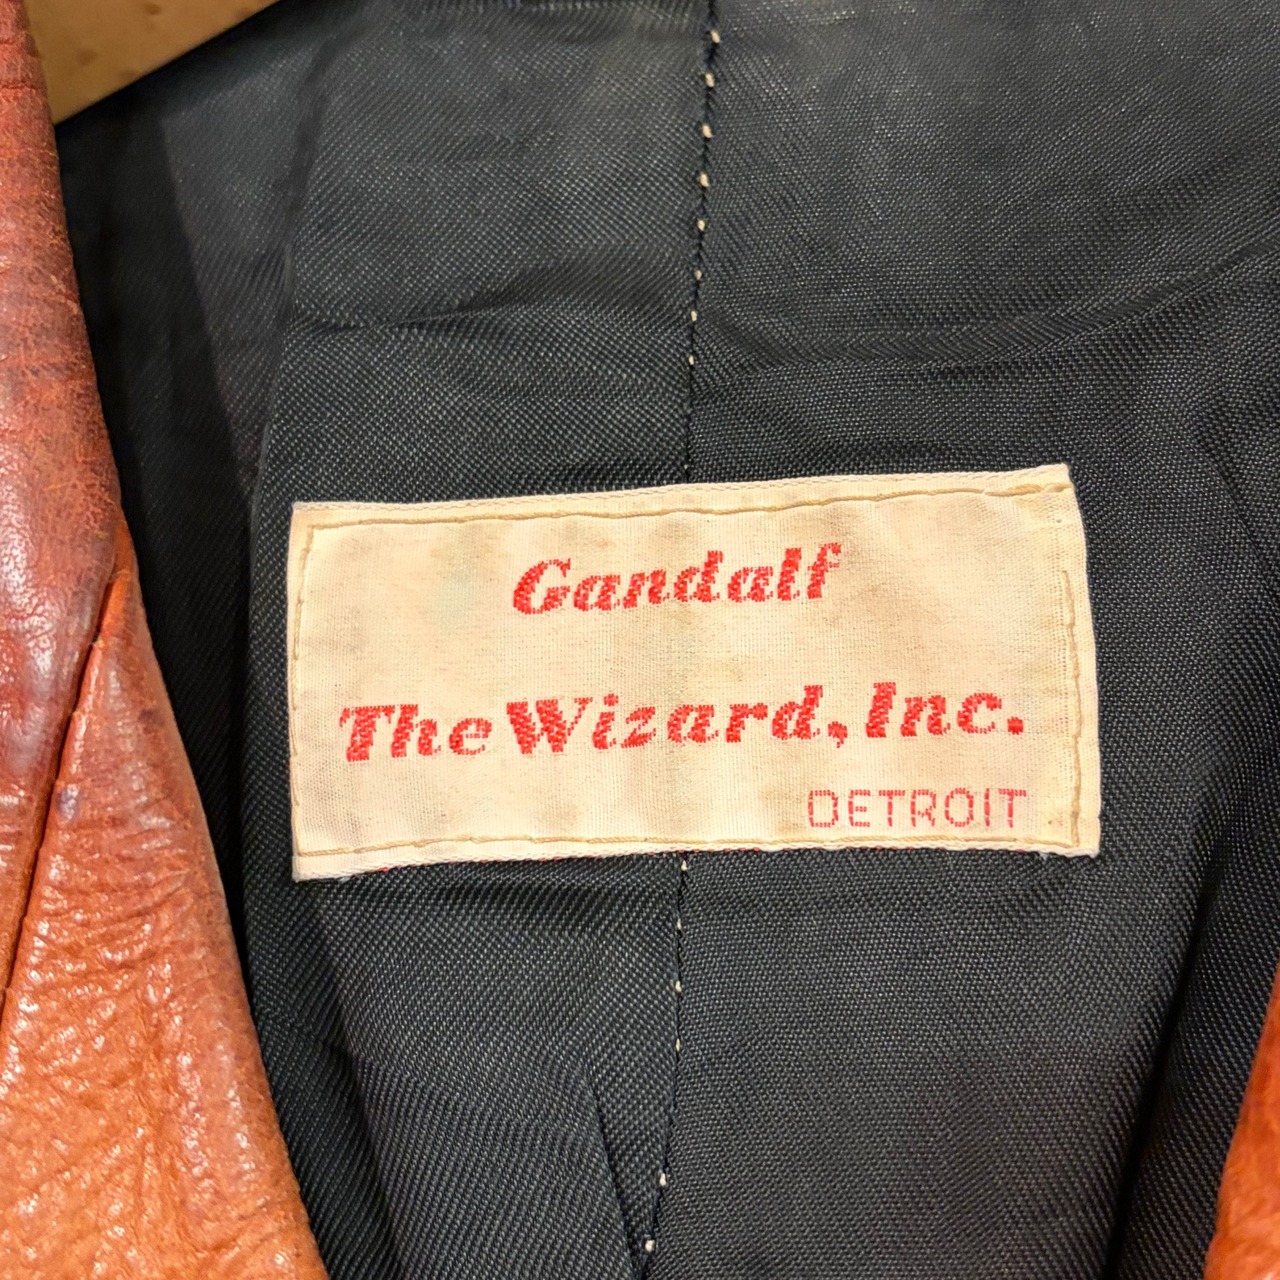 Gandalf
The Wizard, Inc.
DETROIT